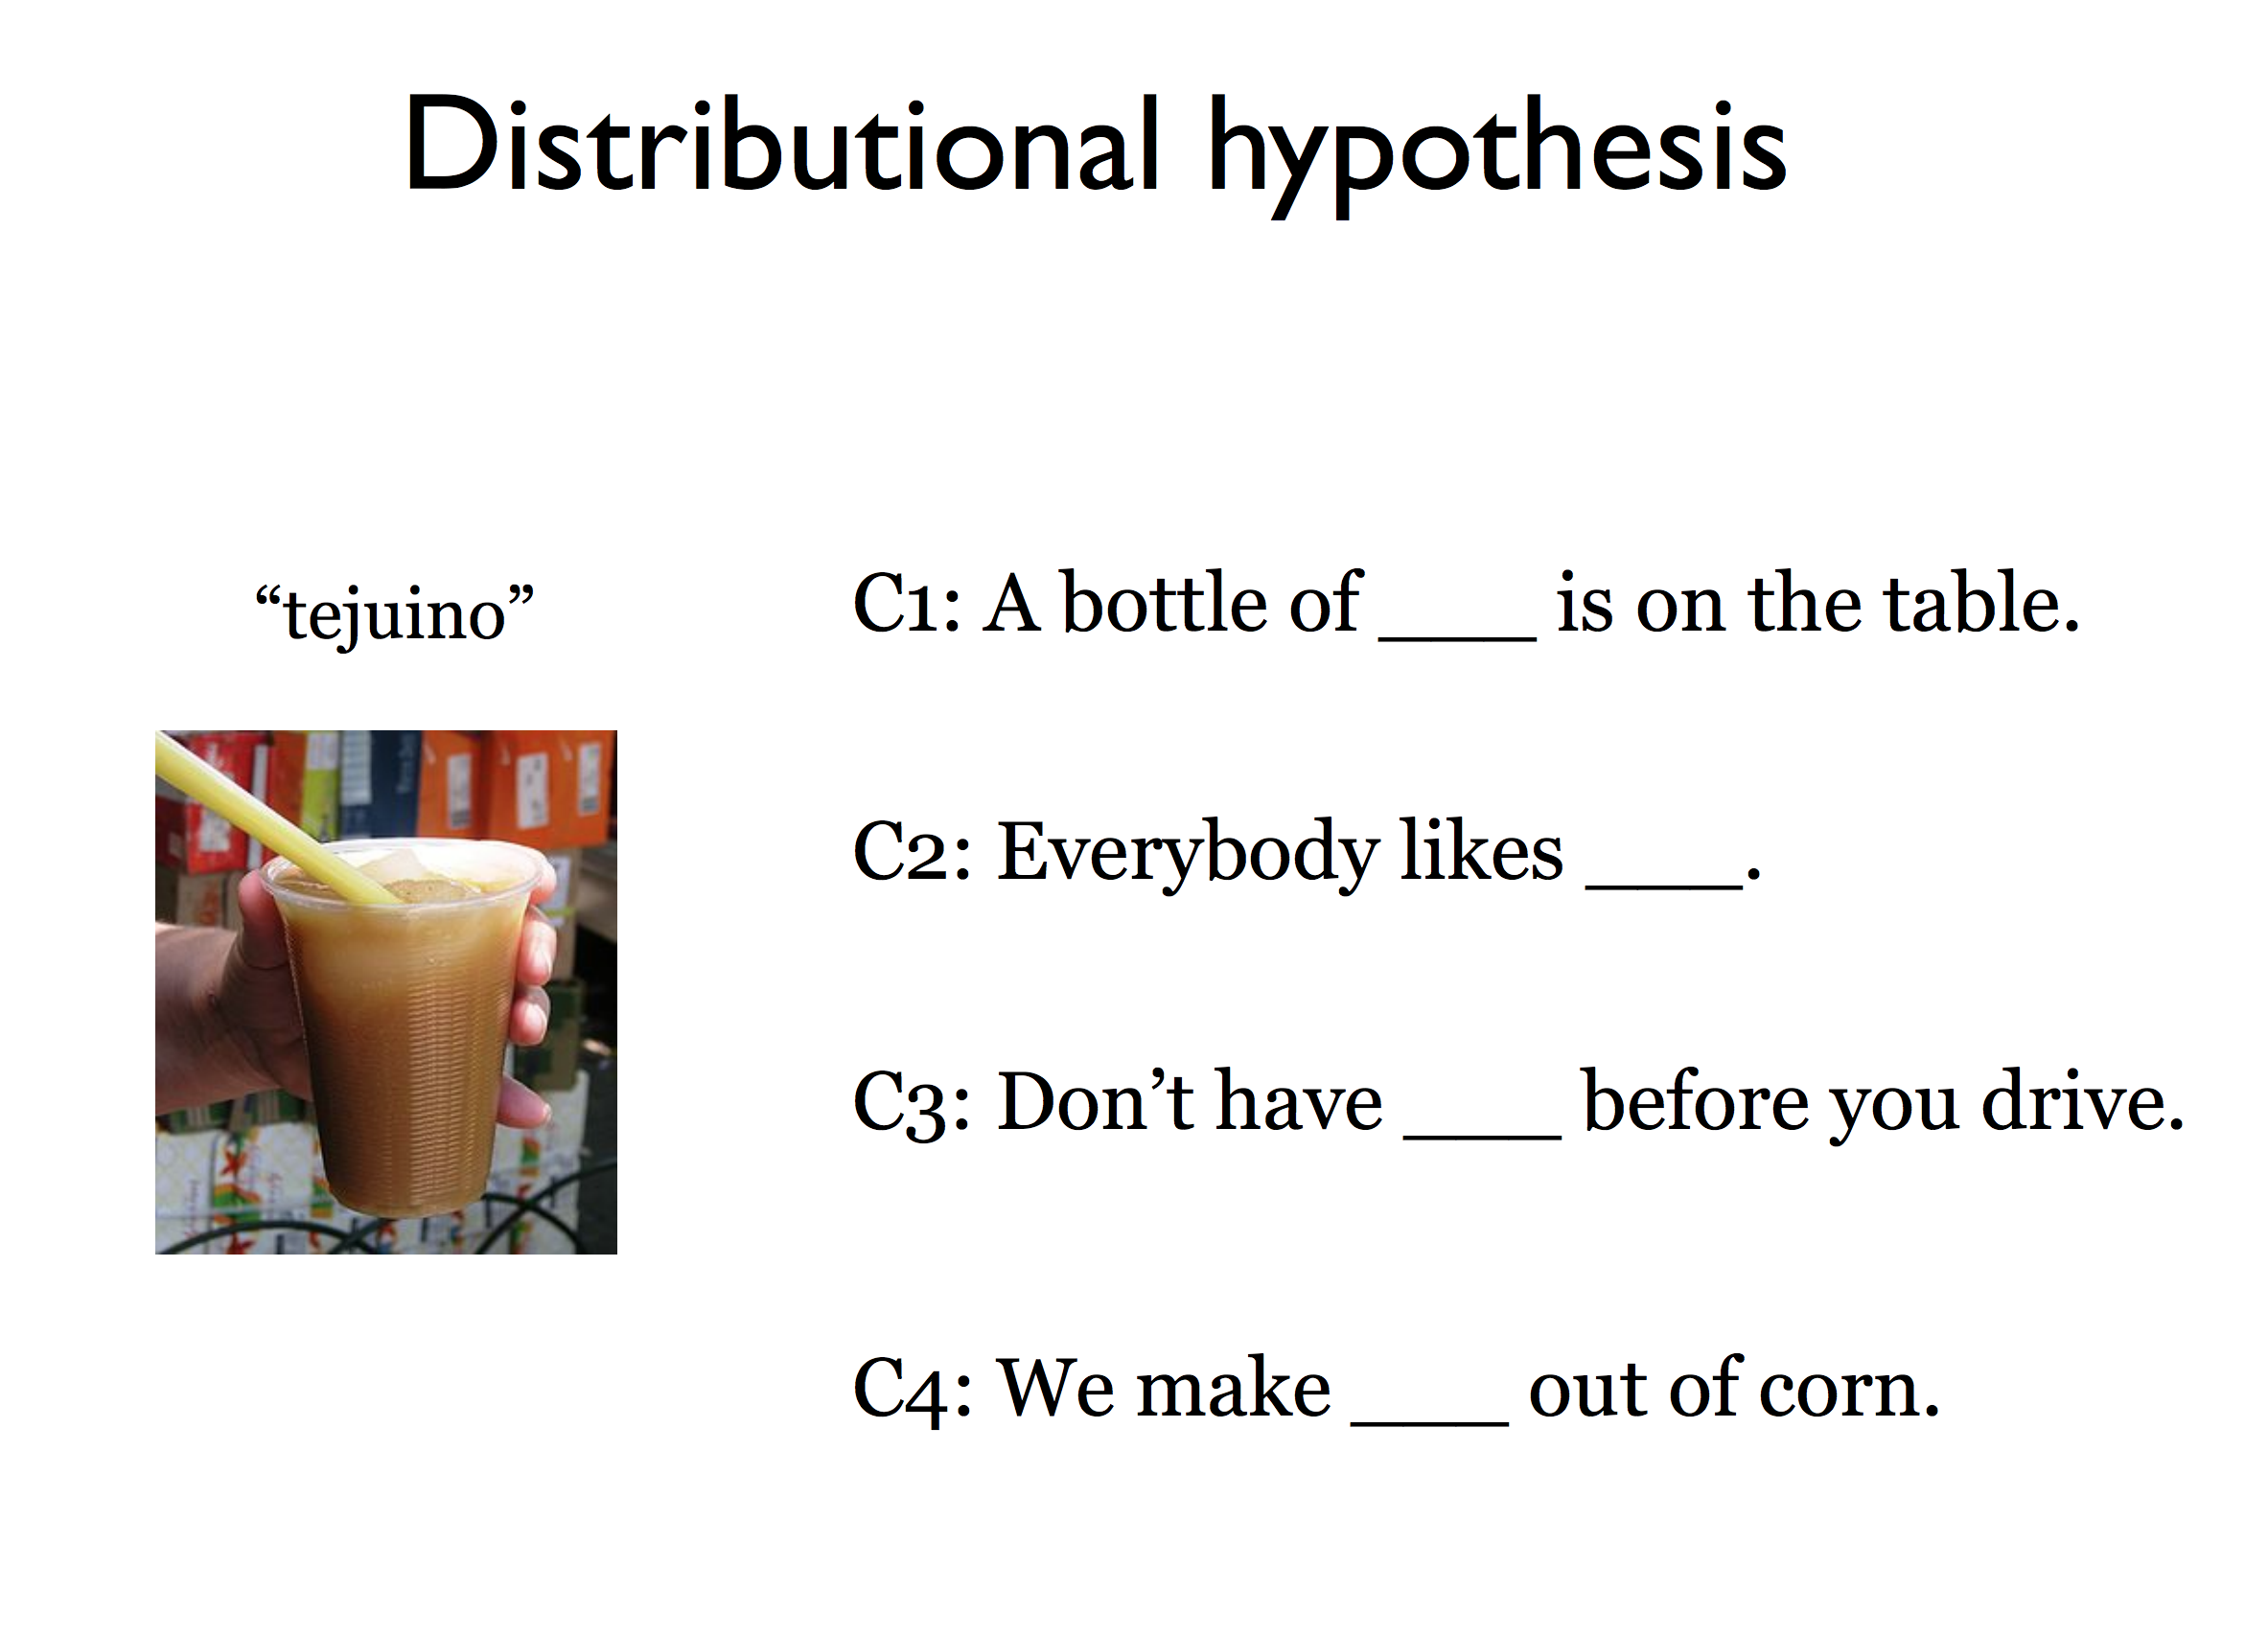 Distributional hypothesis
“tejuino”
C1: A bottle of ____ is on the table.
C2: Everybody likes ____.
C3: Don’t have ____ before you drive.
C4: We make ____ out of corn.